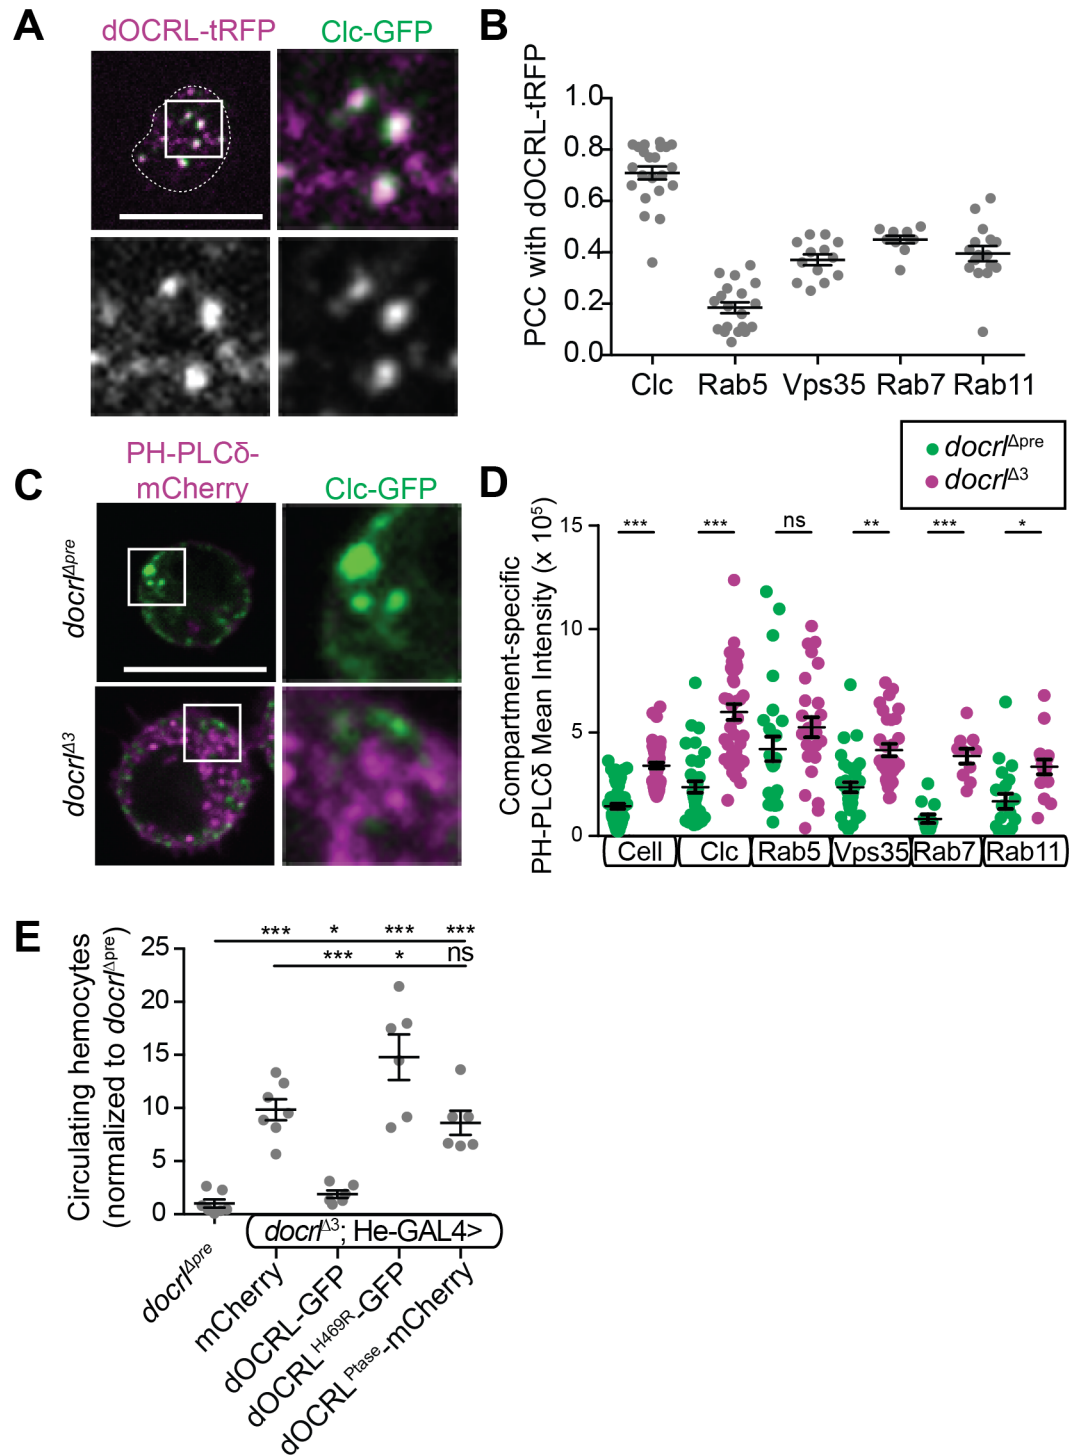 A
dOCRL-tRFP
Clc-GFP
B
PCC with dOCRL-tRFP
1.0
0.8
0.6
0.4
0.2
0.0
Clc Rab5 Vps35 Rab7 Rab11
C
PH-PLCδ-
mCherry
Clc-GFP
docrlΔpre
docrlΔ3
docrlΔpre
docrlΔ3
D
Compartment-specific
PH-PLCδ Mean Intensity (x 10⁵)
15
10
5
0
*** *** ns ** *** *
Cell Clc Rab5 Vps35 Rab7 Rab11
E
Circulating hemocytes
(normalized to docrlΔpre)
25
20
15
10
5
0
*** * *** ***
*** * ns
docrlΔ3; He-GAL4>
docrlΔpre
mCherry
dOCRL-GFP
dOCRLH469R-GFP
dOCRLPtase-mCherry